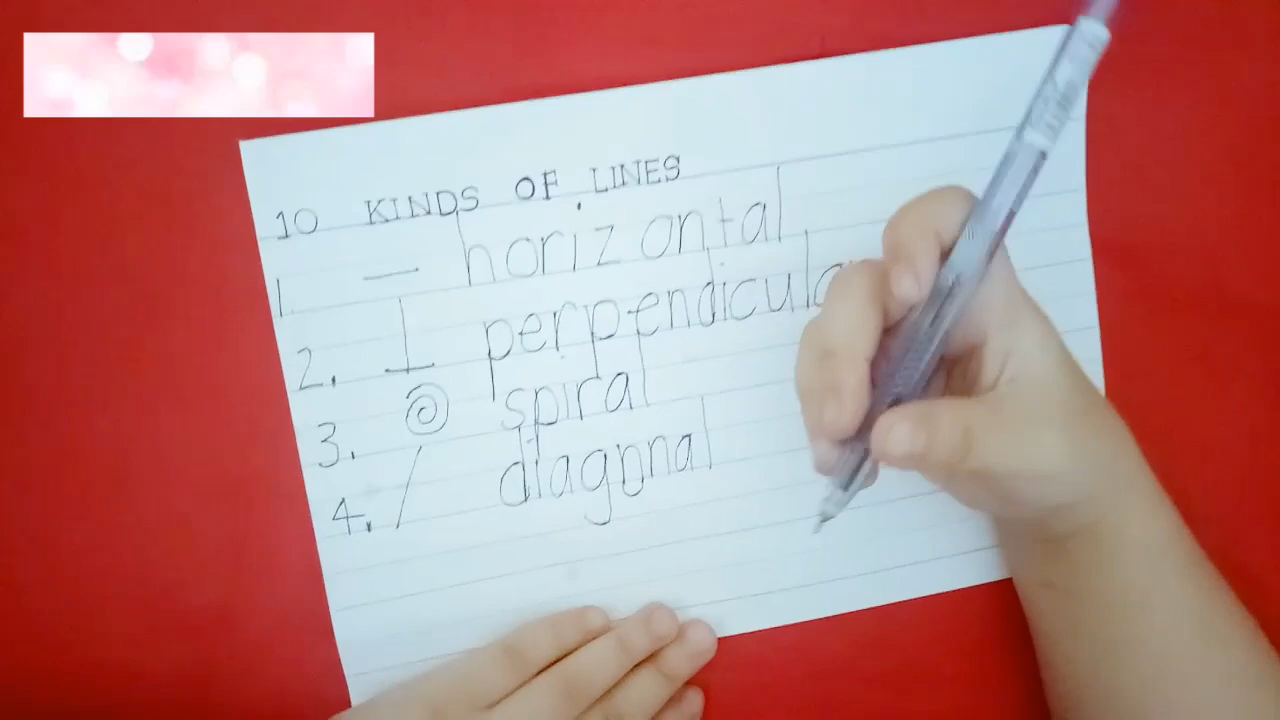 10 KINDS OF LINES
1. horizontal
2. perpendicular
3. spiral
4. diagonal